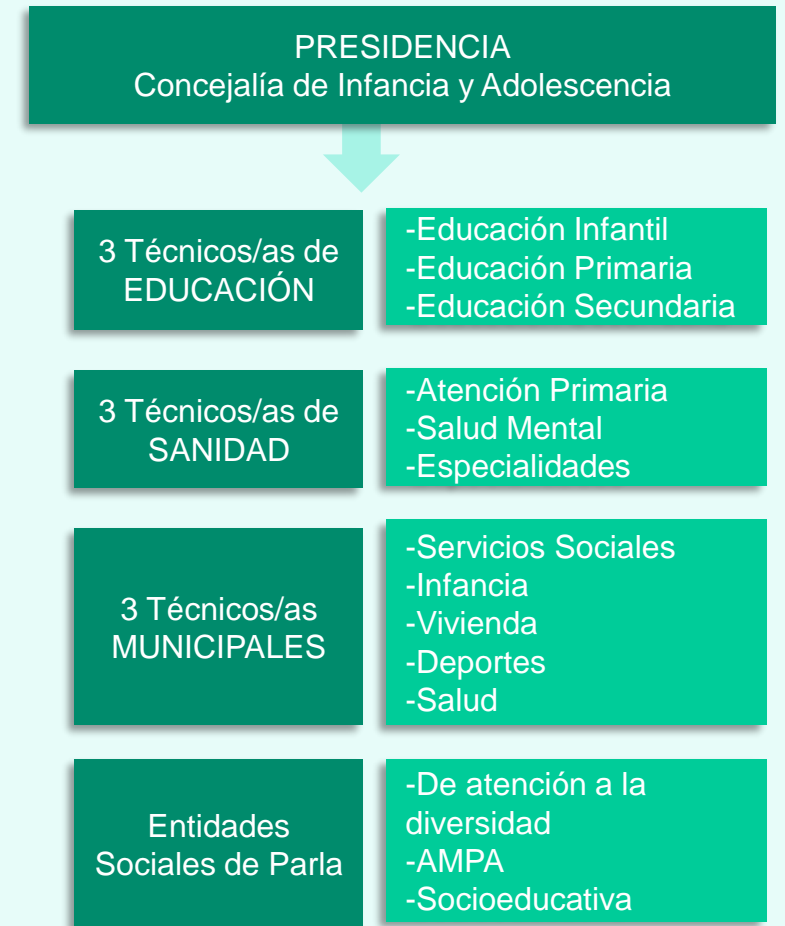 PRESIDENCIA
Concejalía de Infancia y Adolescencia
3 Técnicos/as de
EDUCACIÓN
-Educación Infantil
-Educación Primaria
-Educación Secundaria
3 Técnicos/as de
SANIDAD
-Atención Primaria
-Salud Mental
-Especialidades
3 Técnicos/as
MUNICIPALES
-Servicios Sociales
-Infancia
-Vivienda
-Deportes
-Salud
Entidades
Sociales de Parla
-De atención a la
diversidad
-AMPA
-Socioeducativa